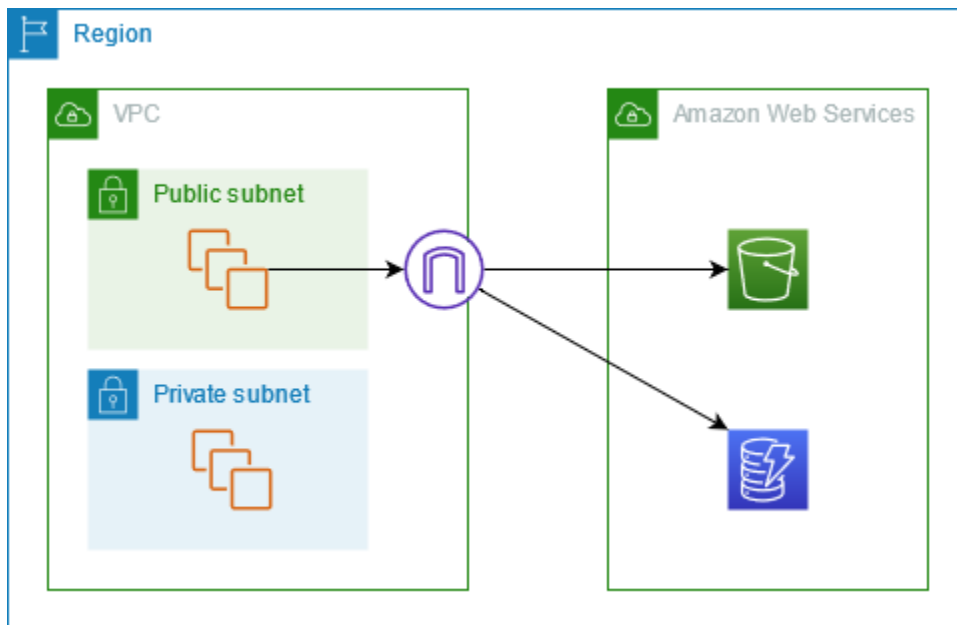 Region
VPC
Amazon Web Services
Public subnet
Private subnet